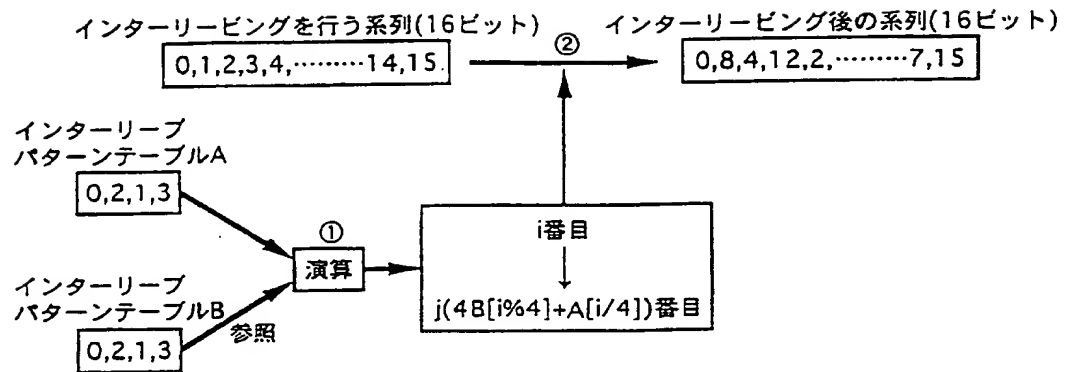 インターリービングを行う系列(16ビット)
0,1,2,3,4,………14,15.
②
インターリービング後の系列(16ビット)
0,8,4,12,2,………7,15
インターリーブ
パターンテーブルA
0,2,1,3
①
演算
i番目
j(4B[i%4]+A[i/4])番目
インターリーブ
パターンテーブルB
参照
0,2,1,3